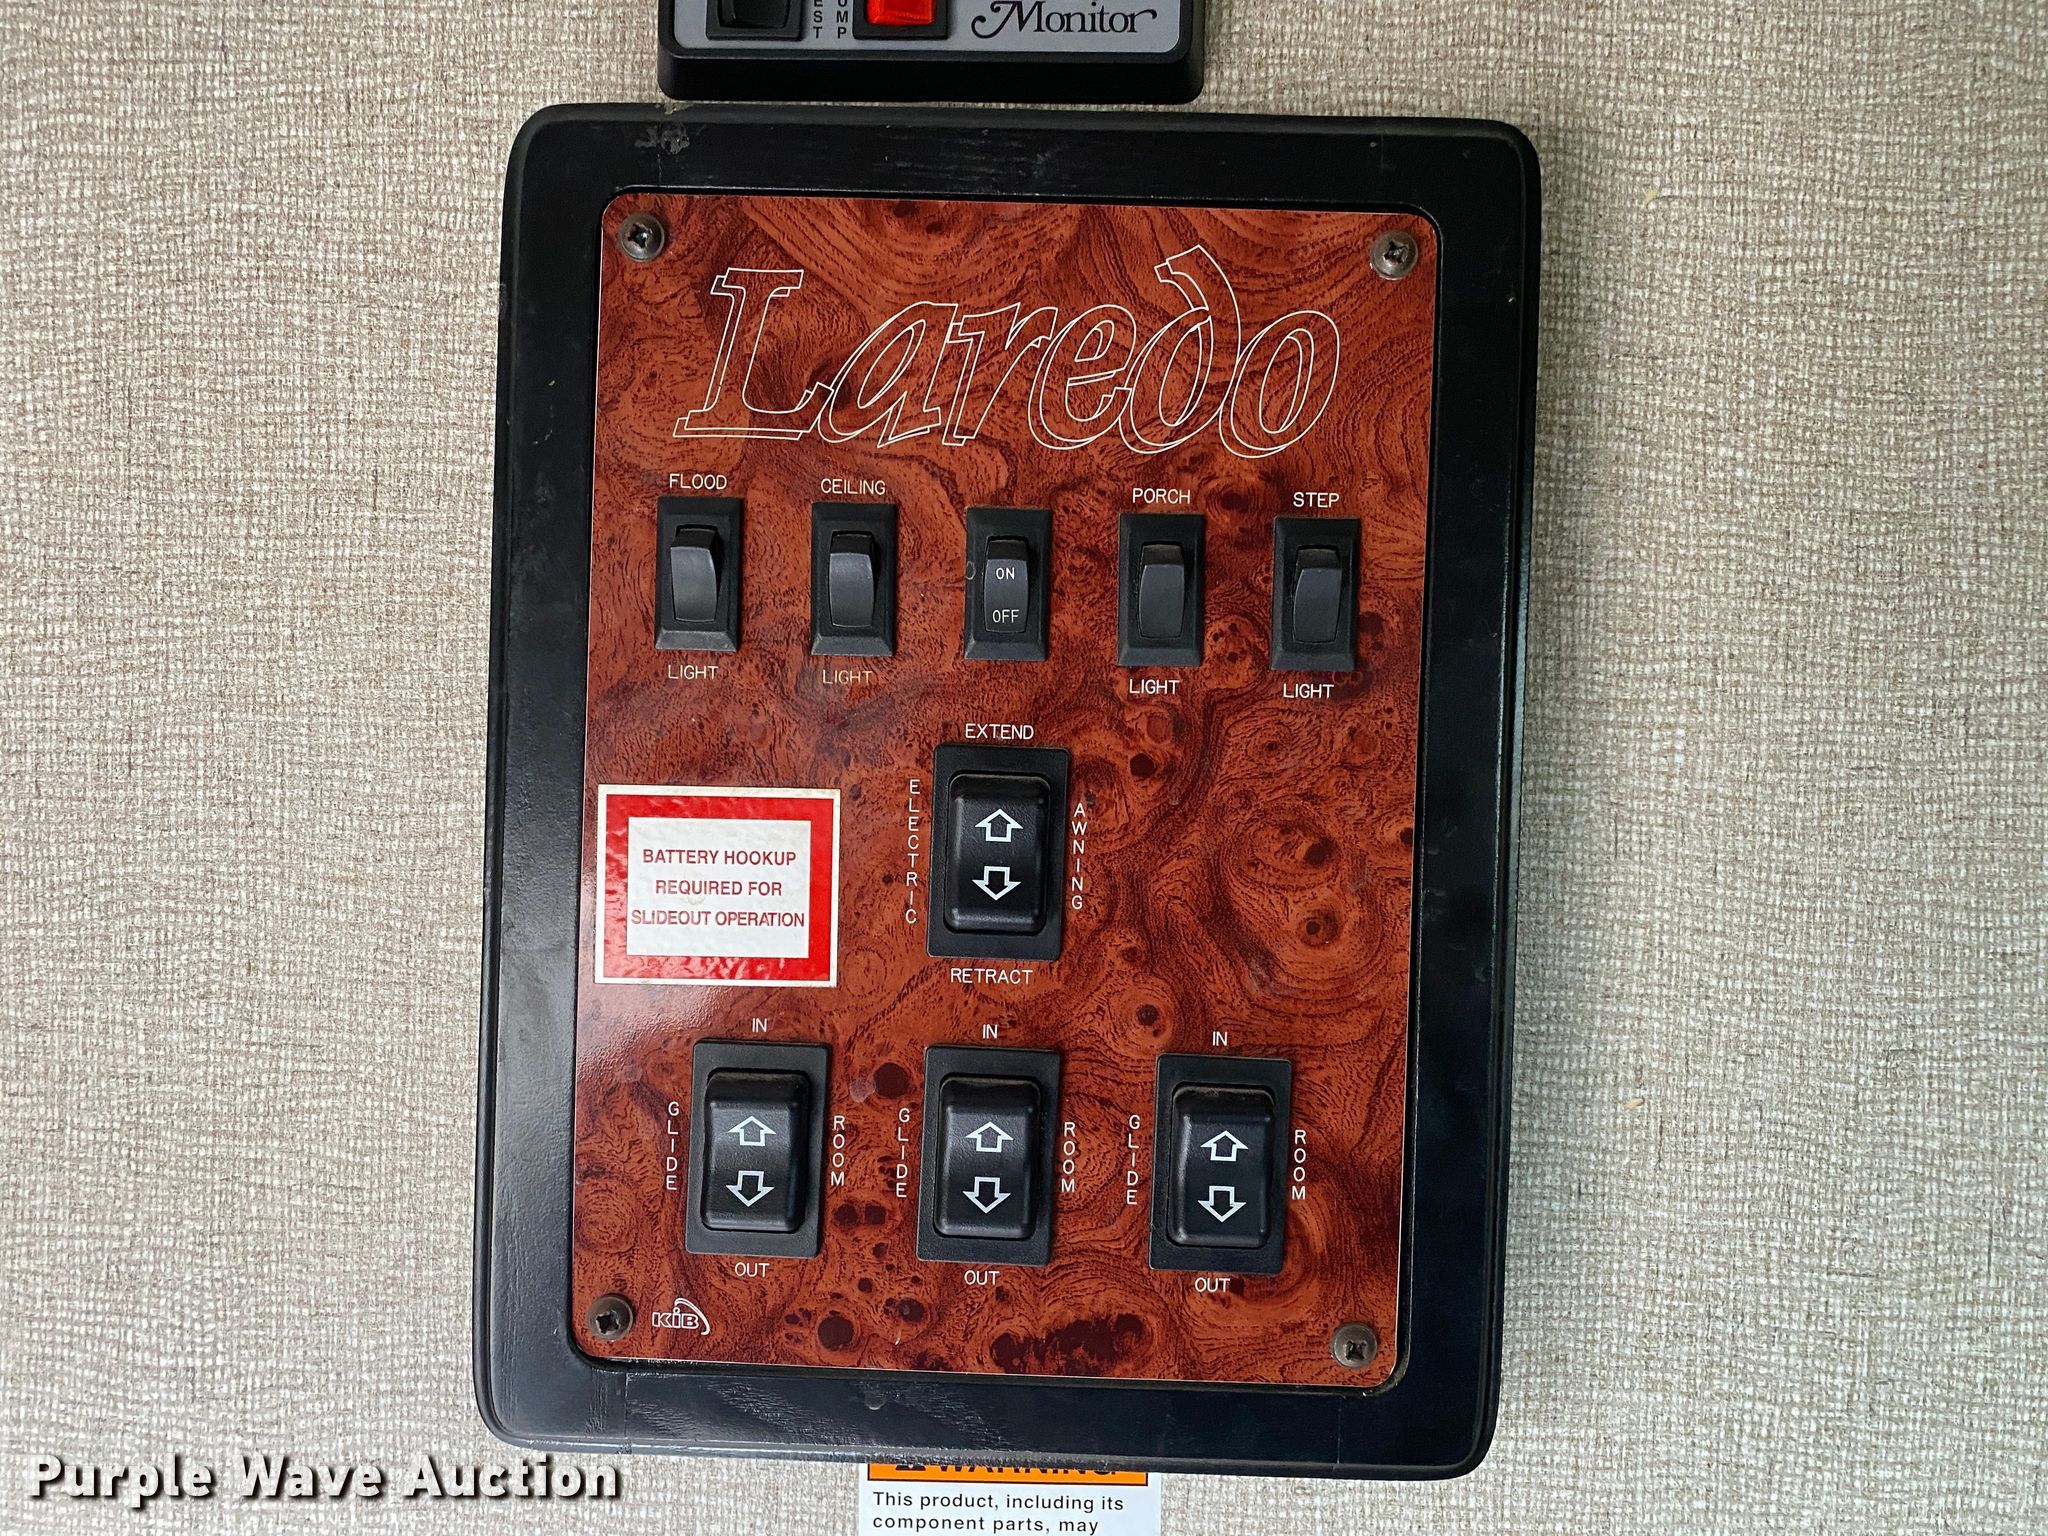 EST
UMP
Monitor
Laredo
FLOOD
CEILING
PORCH
STEP
ON
OFF
LIGHT
LIGHT
LIGHT
LIGHT
EXTEND
ELECTRIC
AWNING
RETRACT
BATTERY HOOKUP
REQUIRED FOR
SLIDEOUT OPERATION
IN
IN
IN
GLIDE
ROOM
GLIDE
ROOM
GLIDE
ROOM
OUT
OUT
OUT
KIB
WARNING
This product, including its
component parts, may
Purple Wave Auction